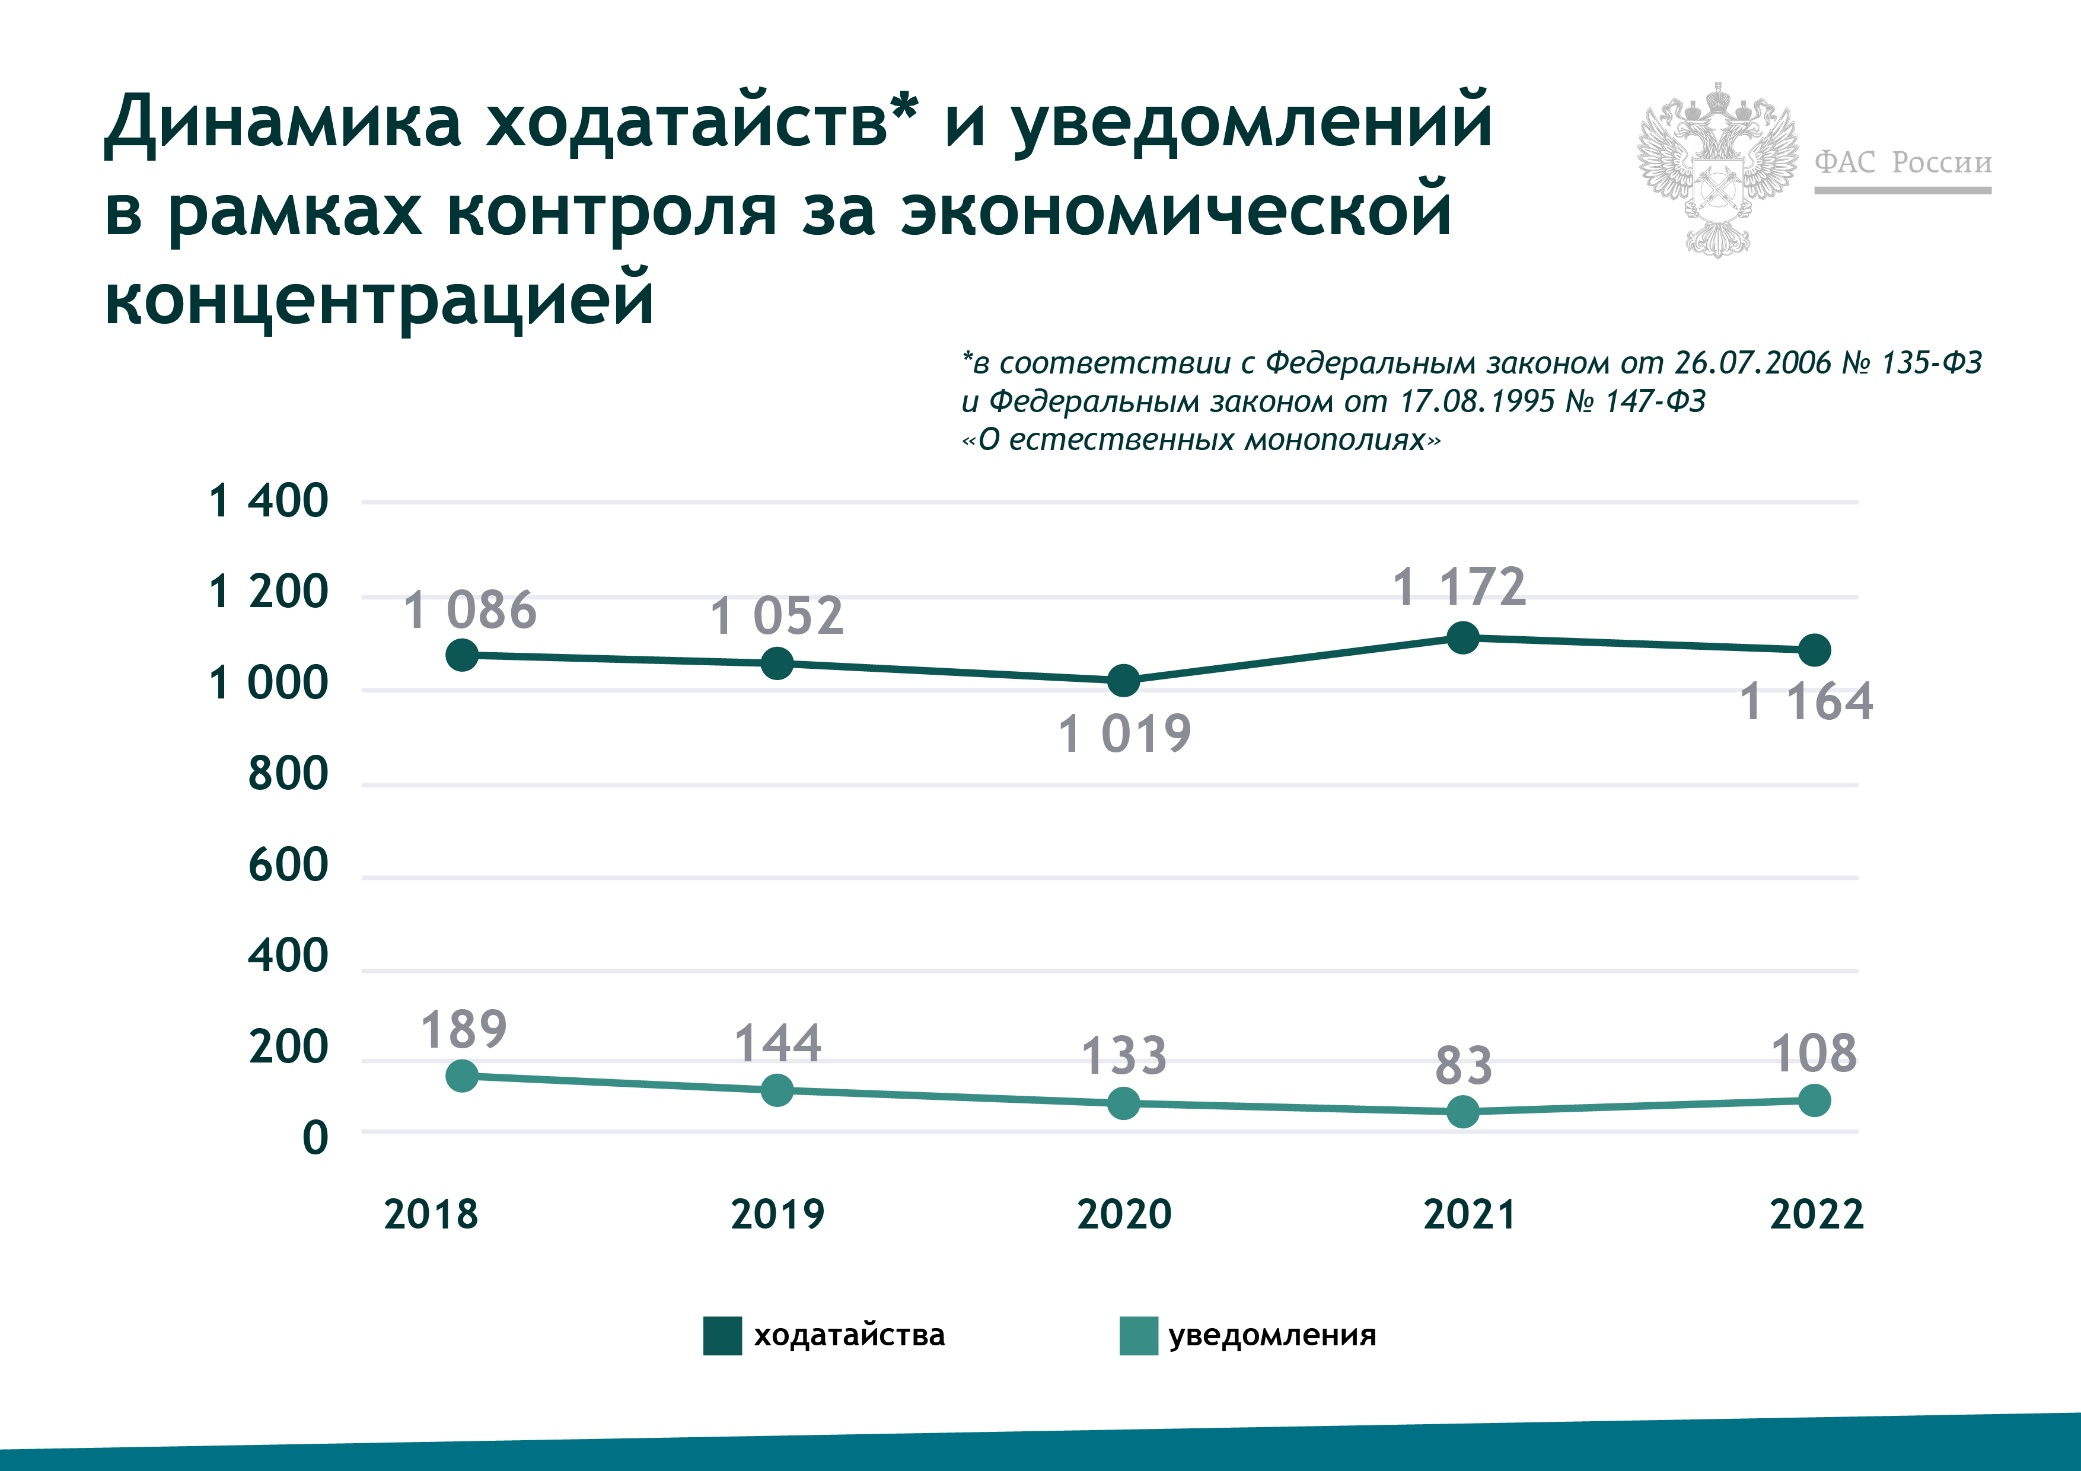 Динамика ходатайств* и уведомлений
в рамках контроля за экономической
концентрацией
ФАС России
*в соответствии с Федеральным законом от 26.07.2006 № 135-ФЗ
и Федеральным законом от 17.08.1995 № 147-ФЗ
«О естественных монополиях»
1 400
1 200
1 000
800
600
400
200
0
1 086
1 052
1 019
1 172
1 164
189
144
133
83
108
2018
2019
2020
2021
2022
ходатайства
уведомления